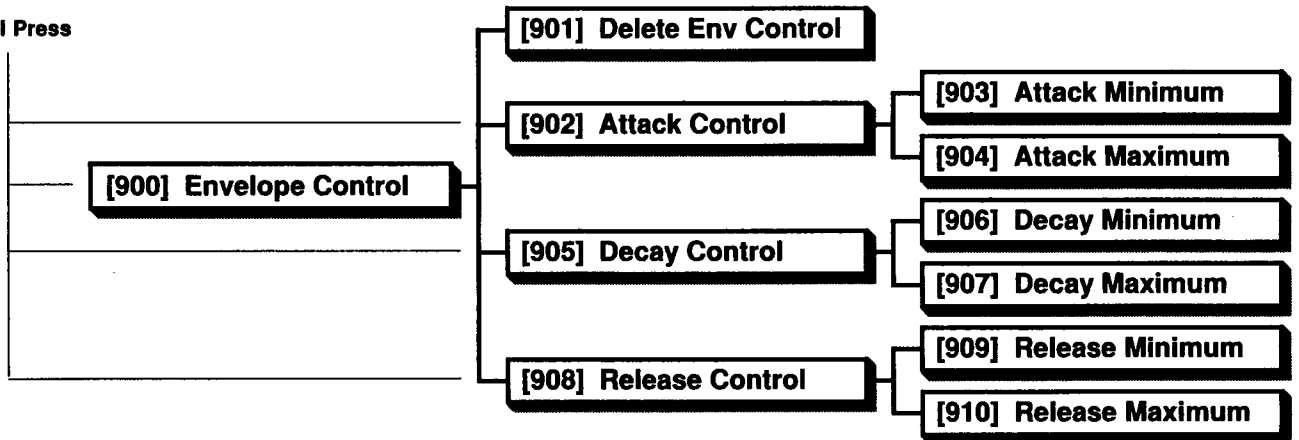 l Press
[901] Delete Env Control
[903] Attack Minimum
[902] Attack Control
[904] Attack Maximum
[900] Envelope Control
[906] Decay Minimum
[905] Decay Control
[907] Decay Maximum
[909] Release Minimum
[908] Release Control
[910] Release Maximum